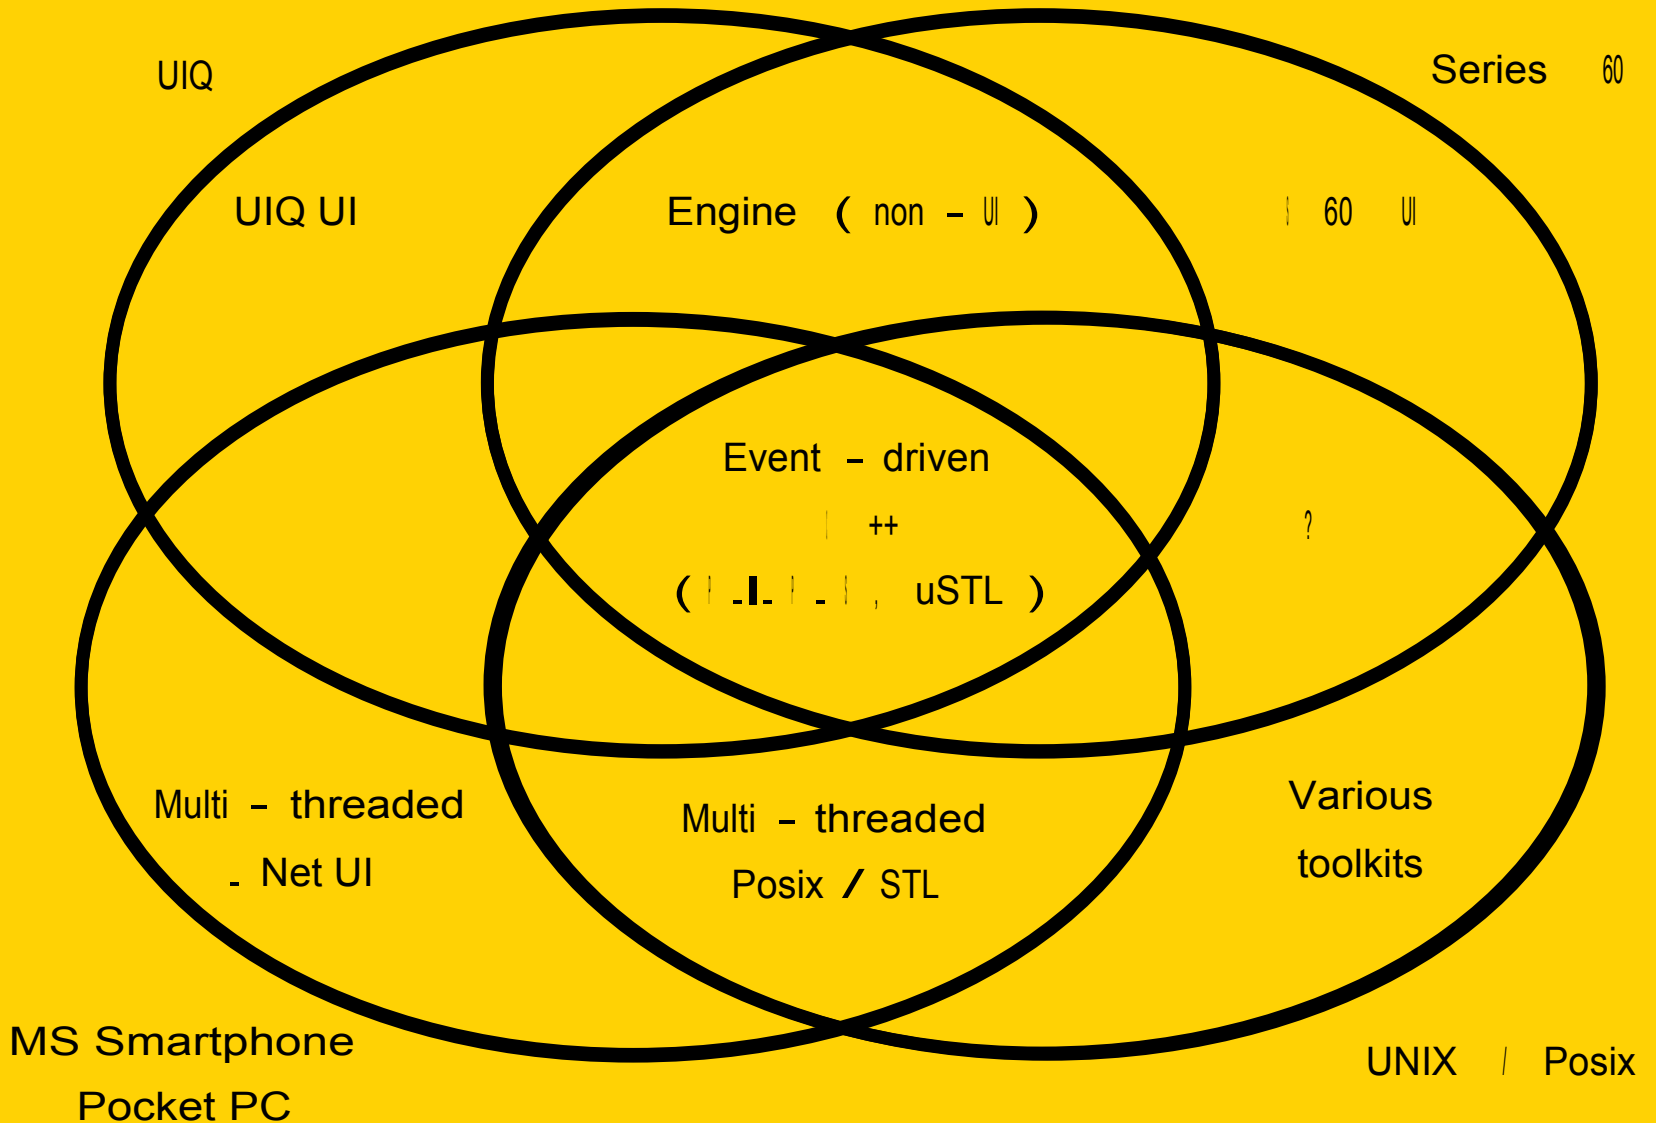 UIQ
Series 60
UIQ UI
Engine ( non - UI )
60 UI
Event - driven
++
?
( , uSTL )
Multi - threaded
. Net UI
Multi - threaded
Posix / STL
Various
toolkits
MS Smartphone
Pocket PC
UNIX / Posix